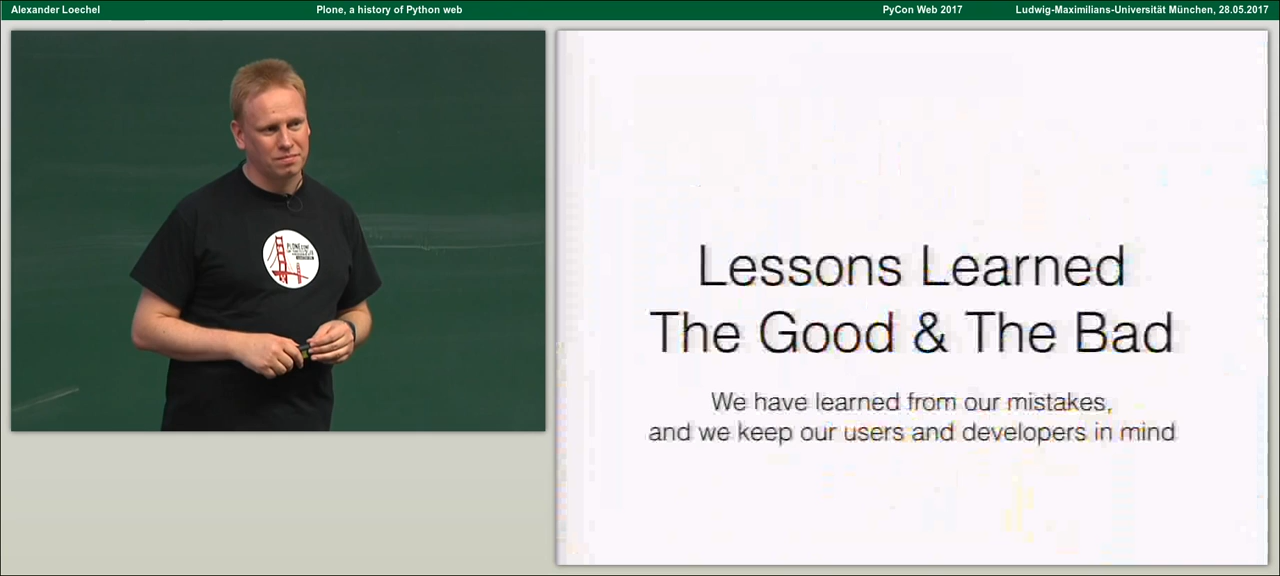 Alexander Loechel Plone, a history of Python web PyCon Web 2017 Ludwig-Maximilians-Universität München, 28.05.2017
PLONE
Lessons Learned
The Good & The Bad
We have learned from our mistakes,
and we keep our users and developers in mind